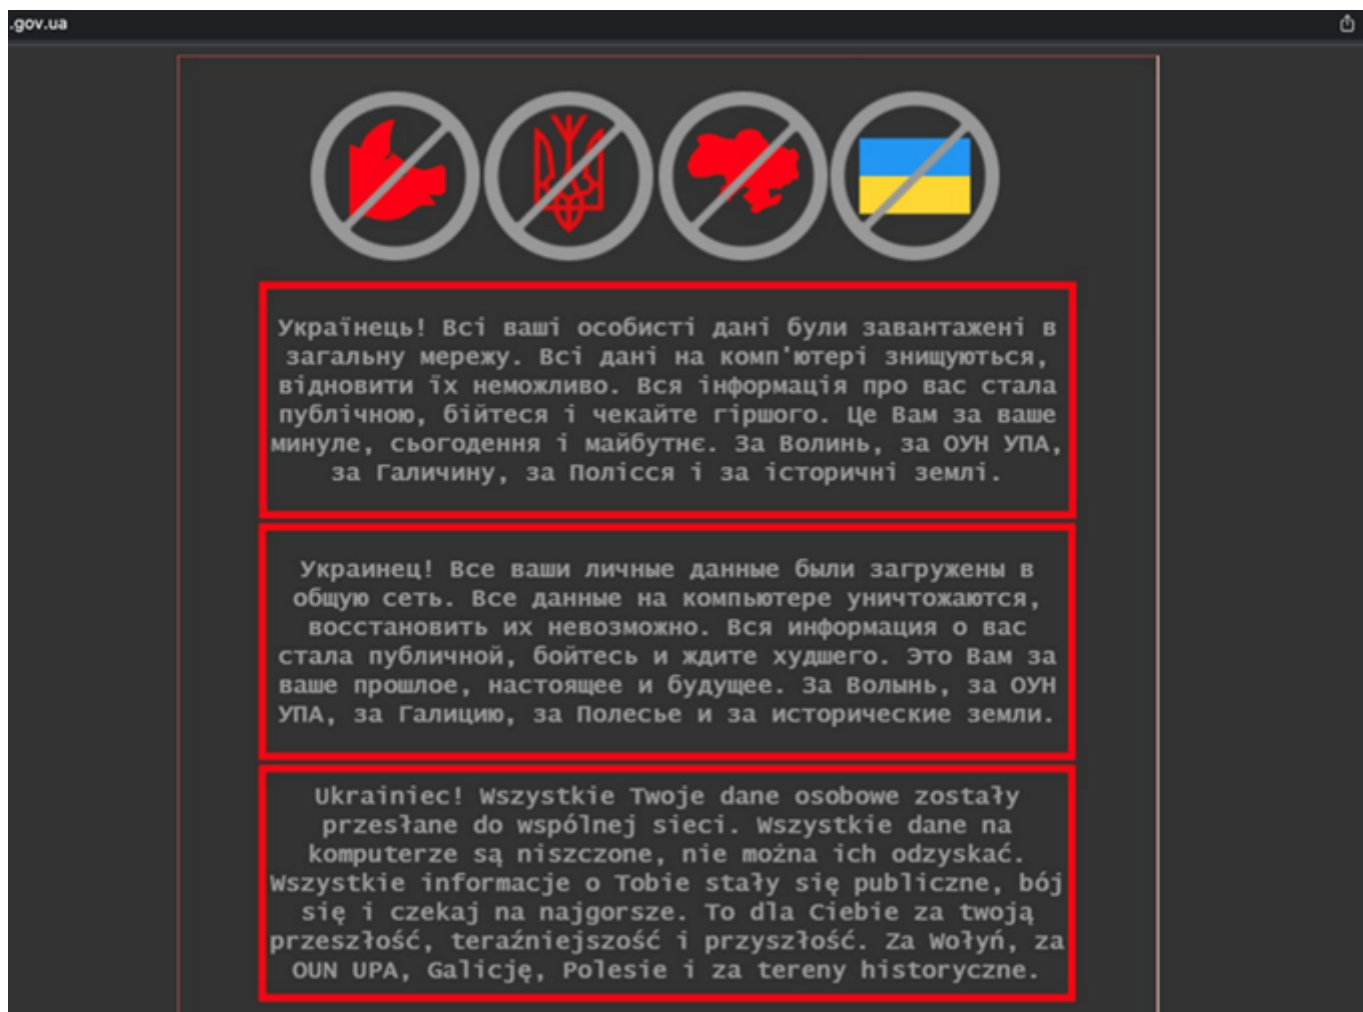 .gov.ua
Українець! Всі ваші особисті дані були завантажені в
загальну мережу. Всі дані на комп'ютері знищуються,
відновити їх неможливо. Вся інформація про вас стала
публічною, бійтеся і чекайте гіршого. Це Вам за ваше
минуле, сьогодення і майбутнє. За Волинь, за ОУН УПА,
за Галичину, за Полісся і за історичні землі.
Украинец! Все ваши личные данные были загружены в
общую сеть. Все данные на компьютере уничтожаются,
восстановить их невозможно. Вся информация о вас
стала публичной, бойтесь и ждите худшего. Это Вам за
ваше прошлое, настоящее и будущее. За Волынь, за ОУН
УПА, за Галицию, за Полесье и за исторические земли.
Ukrainiec! Wszystkie Twoje dane osobowe zostały
przesłane do wspólnej sieci. Wszystkie dane na
komputerze są niszczone, nie można ich odzyskać.
Wszystkie informacje o Tobie stały się publiczne, bój
się i czekaj na najgorsze. To dla Ciebie za twoją
przeszłość, teraźniejszość i przyszłość. Za Wołyń, za
OUN UPA, Galicję, Polesie i za tereny historyczne.